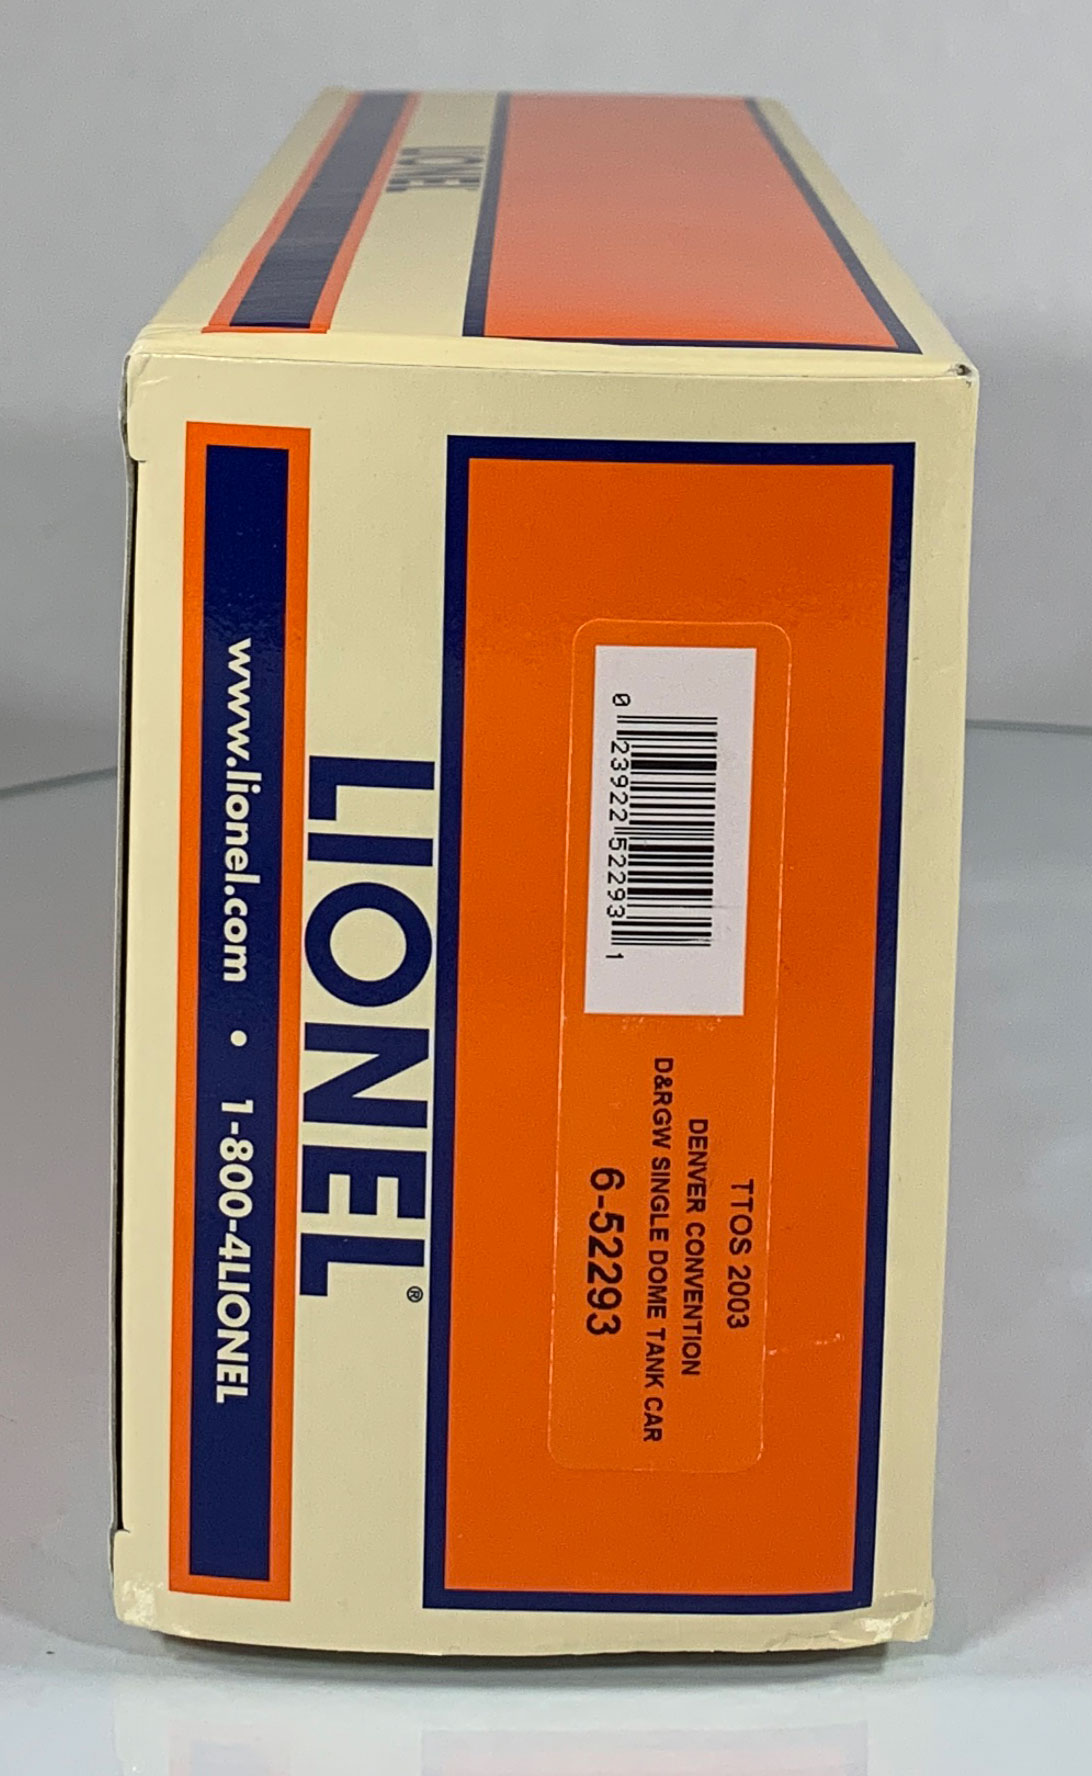 LIONEL
TTOS 2003
DENVER CONVENTION
D&RGW SINGLE DOME TANK CAR
6-52293
0 23922 52293 1
LIONEL®
www.lionel.com • 1-800-4LIONEL